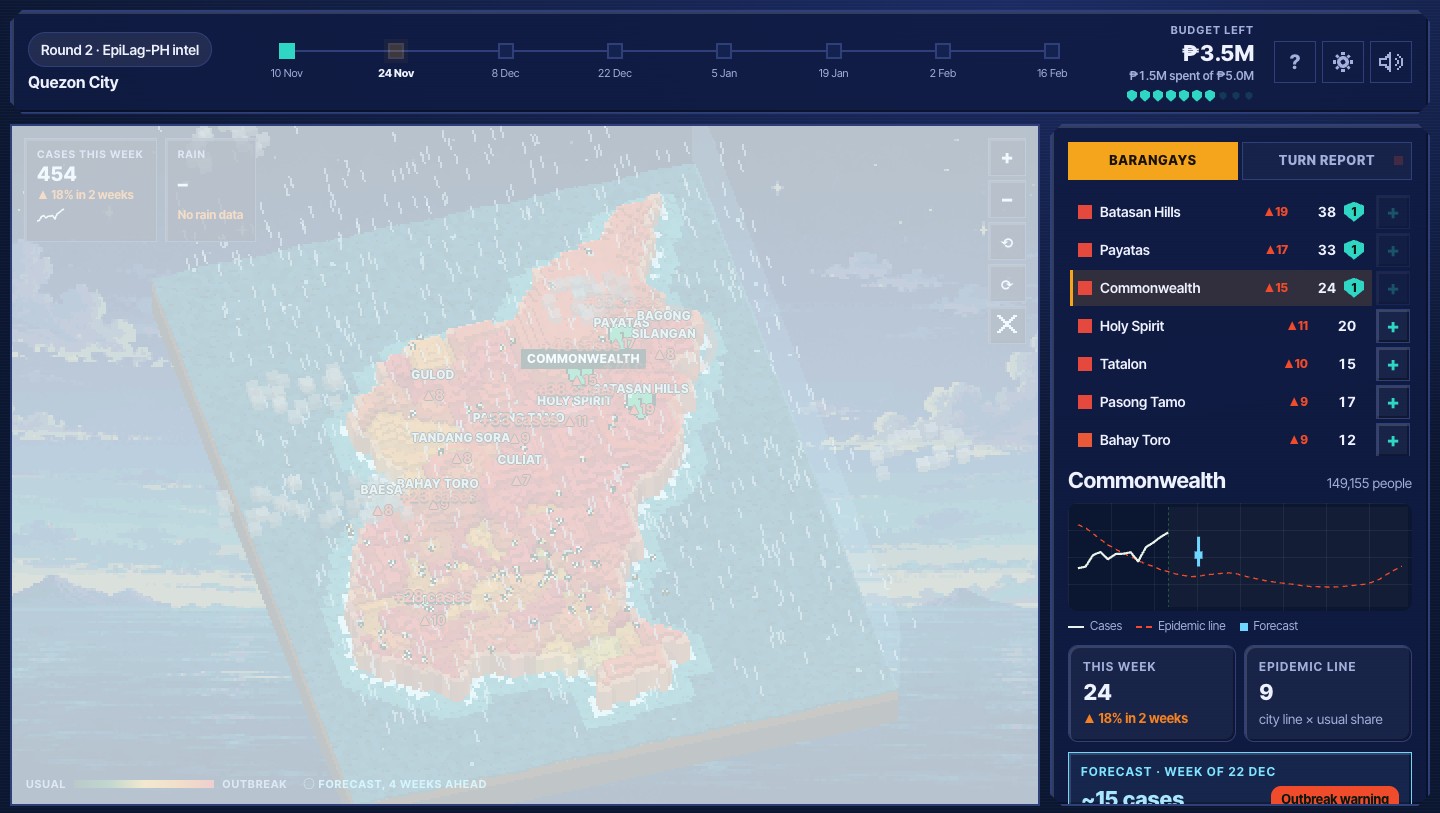 Round 2 · EpiLag-PH intel
Quezon City
10 Nov
24 Nov
8 Dec
22 Dec
5 Jan
19 Jan
2 Feb
16 Feb
BUDGET LEFT
₱3.5M
₱1.5M spent of ₱5.0M
?
CASES THIS WEEK
454
▲ 18% in 2 weeks
RAIN
–
No rain data
+
−
PAYATAS
BAGONG
SILANGAN
COMMONWEALTH
GULOD
▲8
BATASAN HILLS
HOLY SPIRIT
▲11
TANDANG SORA
▲8
CULIAT
▲7
BAHAY TORO
BAESA
▲8
▲10
USUAL
OUTBREAK
FORECAST, 4 WEEKS AHEAD
BARANGAYS
TURN REPORT
Batasan Hills ▲19 38 1 +
Payatas ▲17 33 1 +
Commonwealth ▲15 24 1 +
Holy Spirit ▲11 20 +
Tatalon ▲10 15 +
Pasong Tamo ▲9 17 +
Bahay Toro ▲9 12 +
Commonwealth
149,155 people
Cases
Epidemic line
Forecast
THIS WEEK
24
▲ 18% in 2 weeks
EPIDEMIC LINE
9
city line × usual share
FORECAST · WEEK OF 22 DEC
~15 cases
Outbreak warning